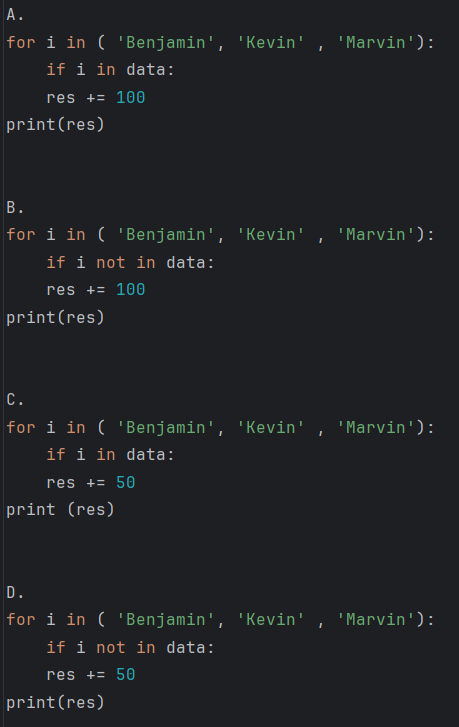 A.
for i in ( 'Benjamin', 'Kevin' , 'Marvin'):
    if i in data:
    res += 100
print(res)
B.
for i in ( 'Benjamin', 'Kevin' , 'Marvin'):
    if i not in data:
    res += 100
print(res)
C.
for i in ( 'Benjamin', 'Kevin' , 'Marvin'):
    if i in data:
    res += 50
print (res)
D.
for i in ( 'Benjamin', 'Kevin' , 'Marvin'):
    if i not in data:
    res += 50
print(res)